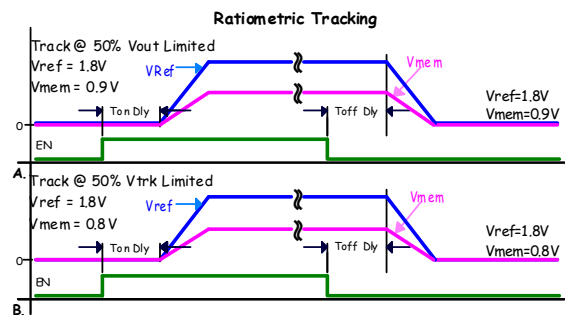 Ratiometric Tracking
Track @ 50% Vout Limited
Vref = 1.8V
Vmem = 0.9V
VRef
Vmem
Ton Dly
Toff Dly
Vref=1.8V
Vmem=0.9V
0
EN
A.
Track @ 50% Vtrk Limited
Vref = 1.8V
Vmem = 0.8V
Vref
Vmem
Ton Dly
Toff Dly
Vref=1.8V
Vmem=0.8V
0
EN
B.